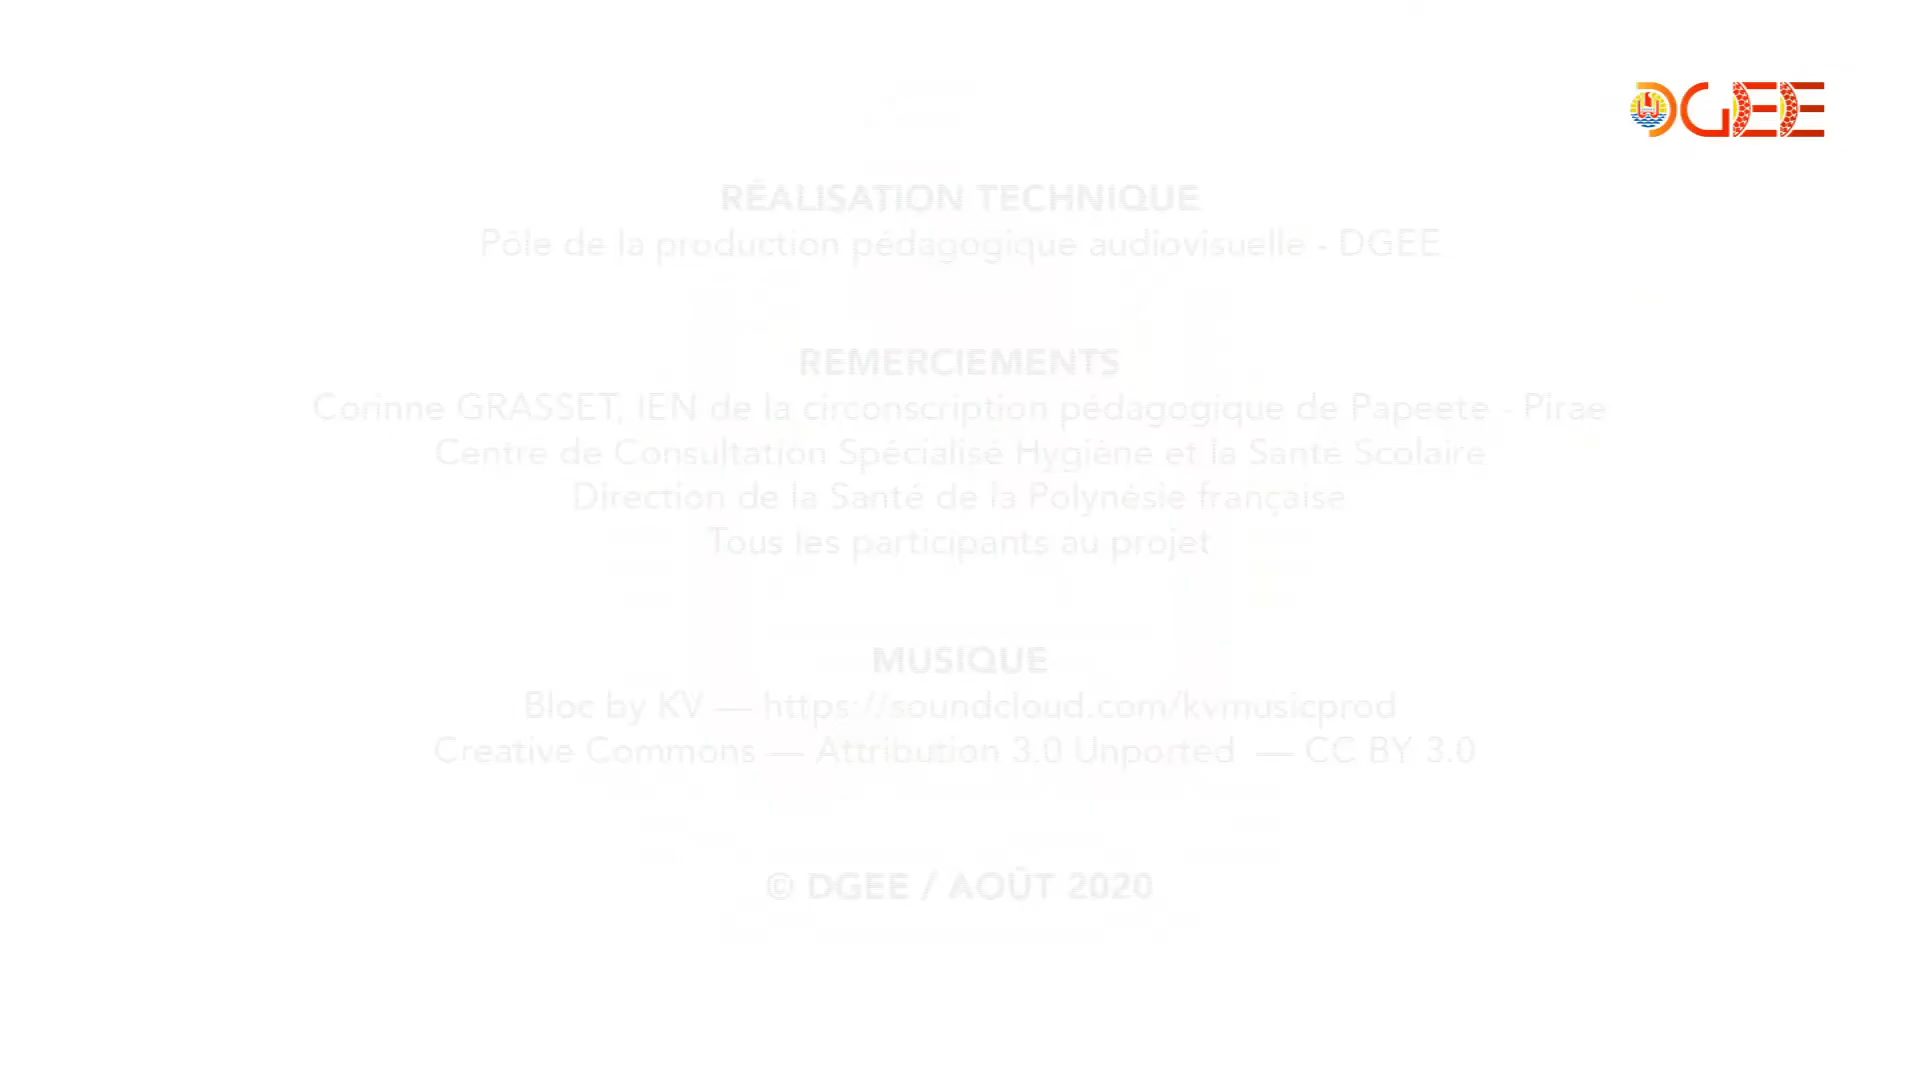 DGEE
RÉALISATION TECHNIQUE
Pôle de la production pédagogique audiovisuelle - DGEE
REMERCIEMENTS
Corinne GRASSET, IEN de la circonscription pédagogique de Papeete - Pirae
Centre de Consultation Spécialisé Hygiène et la Santé Scolaire
Direction de la Santé de la Polynésie française
Tous les participants au projet
MUSIQUE
Bloc by KV — https://soundcloud.com/kvmusicprod
Creative Commons — Attribution 3.0 Unported — CC BY 3.0
© DGEE / AOÛT 2020